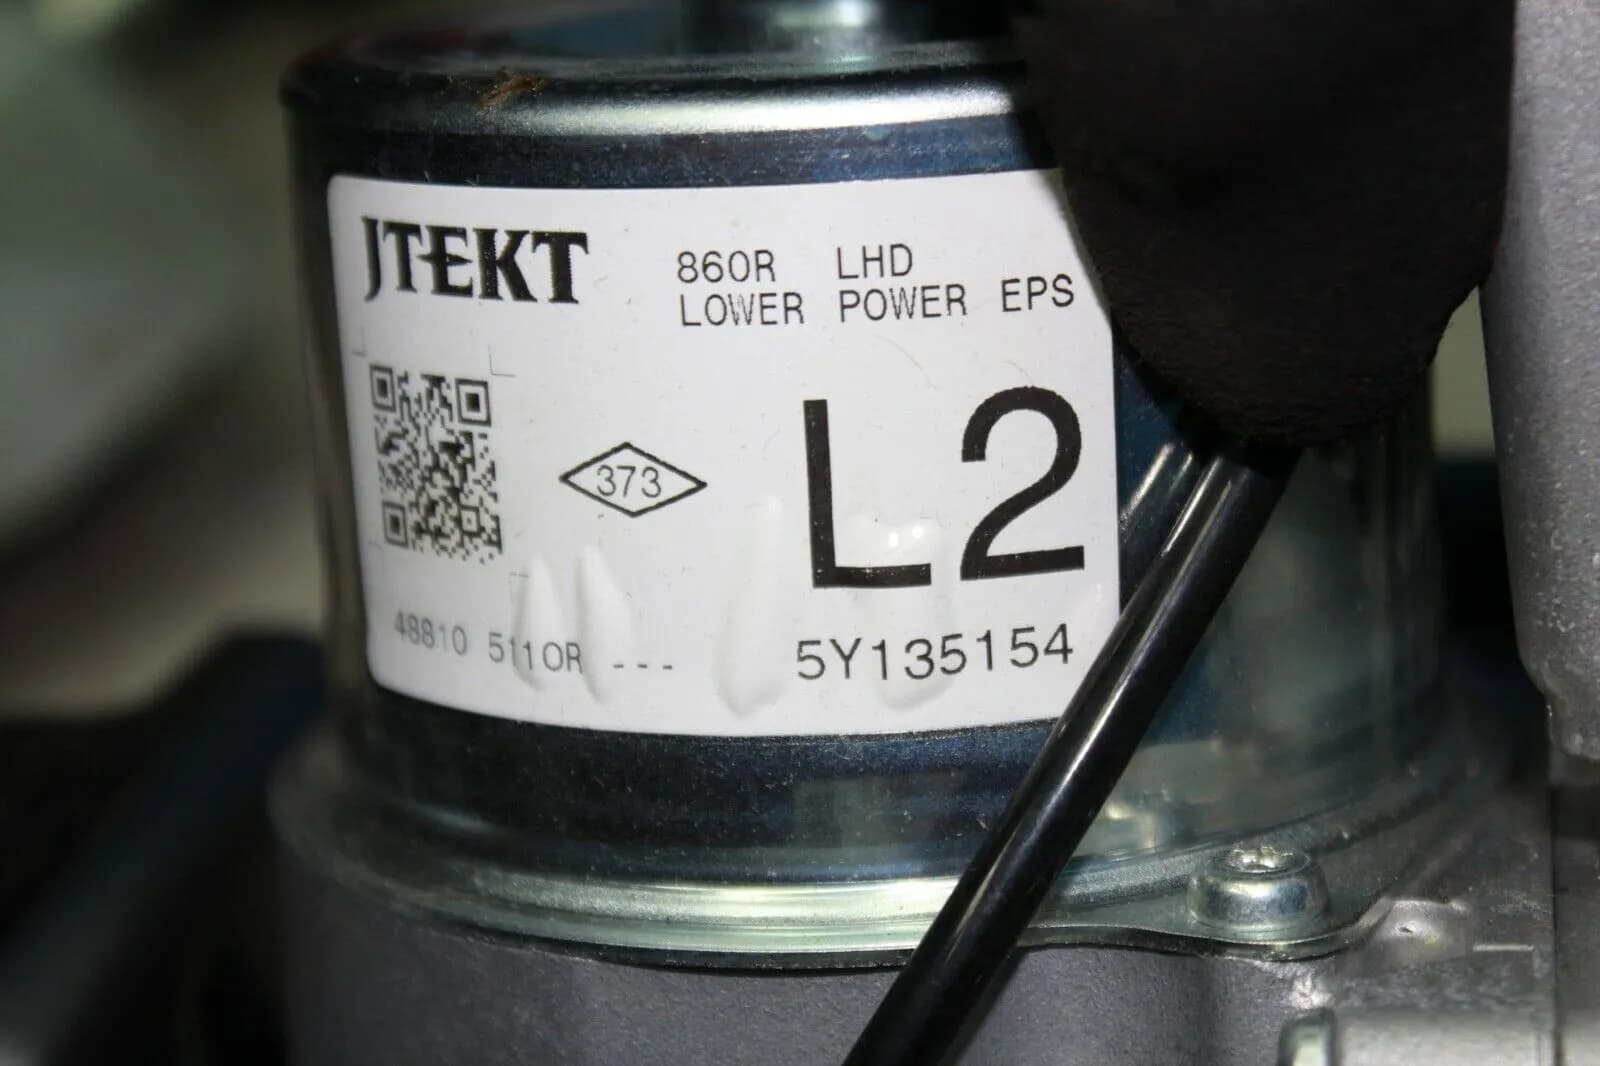 JTEKT
860R LHD
LOWER POWER EPS
373
L2
48810 5110R ---
5Y135154